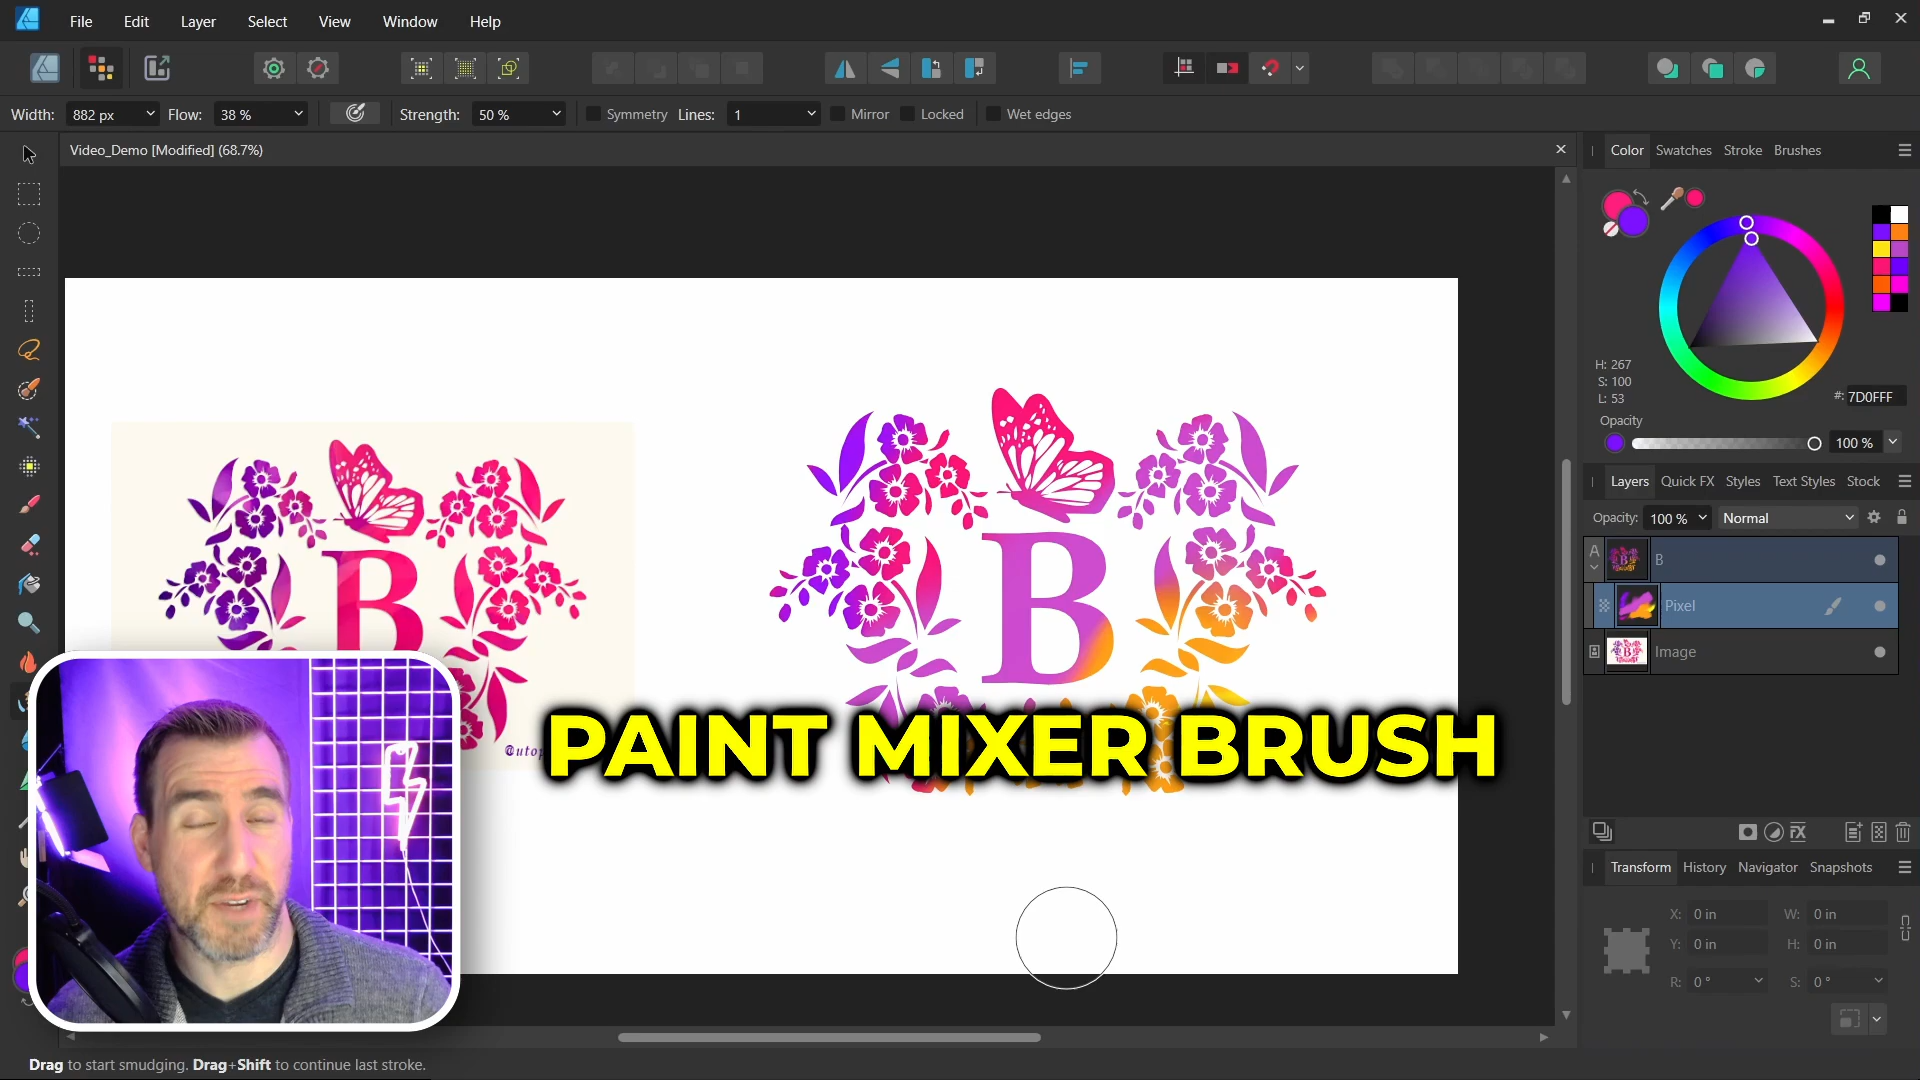 File Edit Layer Select View Window Help
Width: 882 px Flow: 38 % Strength: 50 % Symmetry Lines: 1 Mirror Locked Wet edges
Video_Demo [Modified] (68.7%)
Color Swatches Stroke Brushes
H: 267
S: 100
L: 53
#: 7D0FFF
Opacity
100 %
Layers Quick FX Styles Text Styles Stock
Opacity: 100 % Normal
A B
Pixel
Image
B
B
@utop
PAINT MIXER BRUSH
FX
Transform History Navigator Snapshots
X: 0 in W: 0 in
Y: 0 in H: 0 in
R: 0 ° S: 0 °
Drag to start smudging. Drag+Shift to continue last stroke.